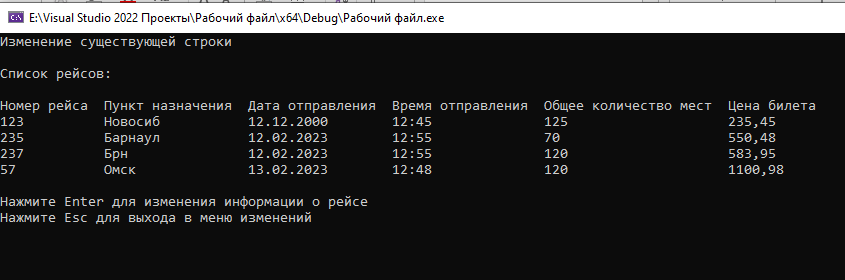 E:\Visual Studio 2022 Проекты\Рабочий файл\x64\Debug\Рабочий файл.exe
Изменение существующей строки
Список рейсов:
Номер рейса Пункт назначения Дата отправления Время отправления Общее количество мест Цена билета
123 Новосиб 12.12.2000 12:45 125 235,45
235 Барнаул 12.02.2023 12:55 70 550,48
237 Брн 12.02.2023 12:55 120 583,95
57 Омск 13.02.2023 12:48 120 1100,98
Нажмите Enter для изменения информации о рейсе
Нажмите Esc для выхода в меню изменений